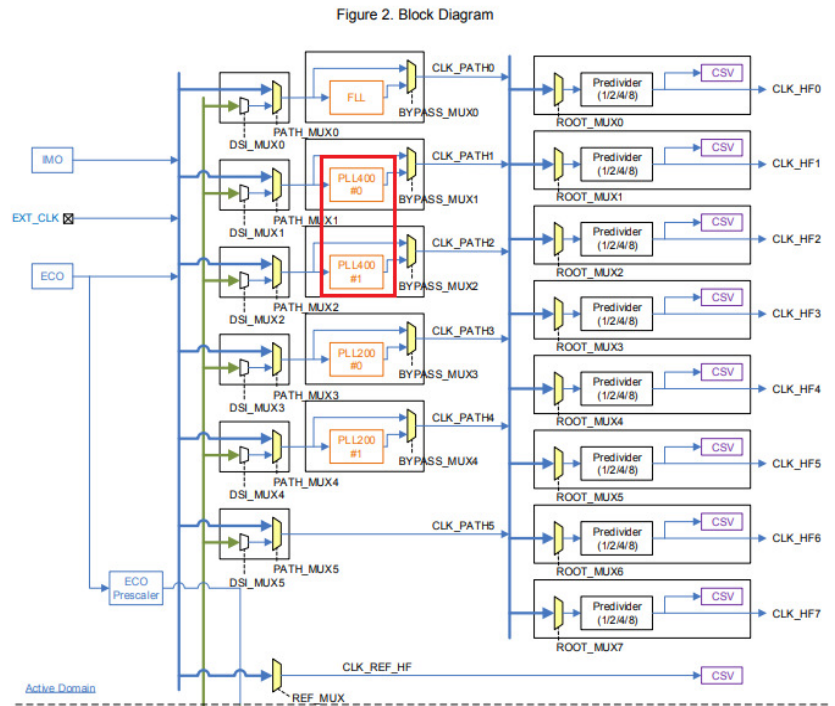 Figure 2. Block Diagram
CLK_PATH0
CSV
FLL
Predivider
(1/2/4/8)
CLK_HF0
BYPASS_MUX0
ROOT_MUX0
PATH_MUX0
DSI_MUX0
IMO
CLK_PATH1
CSV
PLL400
#0
Predivider
(1/2/4/8)
CLK_HF1
BYPASS_MUX1
ROOT_MUX1
PATH_MUX1
DSI_MUX1
EXT_CLK
CLK_PATH2
CSV
PLL400
#1
Predivider
(1/2/4/8)
CLK_HF2
ECO
BYPASS_MUX2
ROOT_MUX2
PATH_MUX2
DSI_MUX2
CLK_PATH3
CSV
PLL200
#0
Predivider
(1/2/4/8)
CLK_HF3
BYPASS_MUX3
ROOT_MUX3
PATH_MUX3
DSI_MUX3
CLK_PATH4
CSV
PLL200
#1
Predivider
(1/2/4/8)
CLK_HF4
BYPASS_MUX4
ROOT_MUX4
PATH_MUX4
DSI_MUX4
CSV
Predivider
(1/2/4/8)
CLK_HF5
ROOT_MUX5
CLK_PATH5
PATH_MUX5
DSI_MUX5
CSV
Predivider
(1/2/4/8)
CLK_HF6
ROOT_MUX6
ECO
Prescaler
CSV
Predivider
(1/2/4/8)
CLK_HF7
ROOT_MUX7
CLK_REF_HF
CSV
Active Domain
REF_MUX